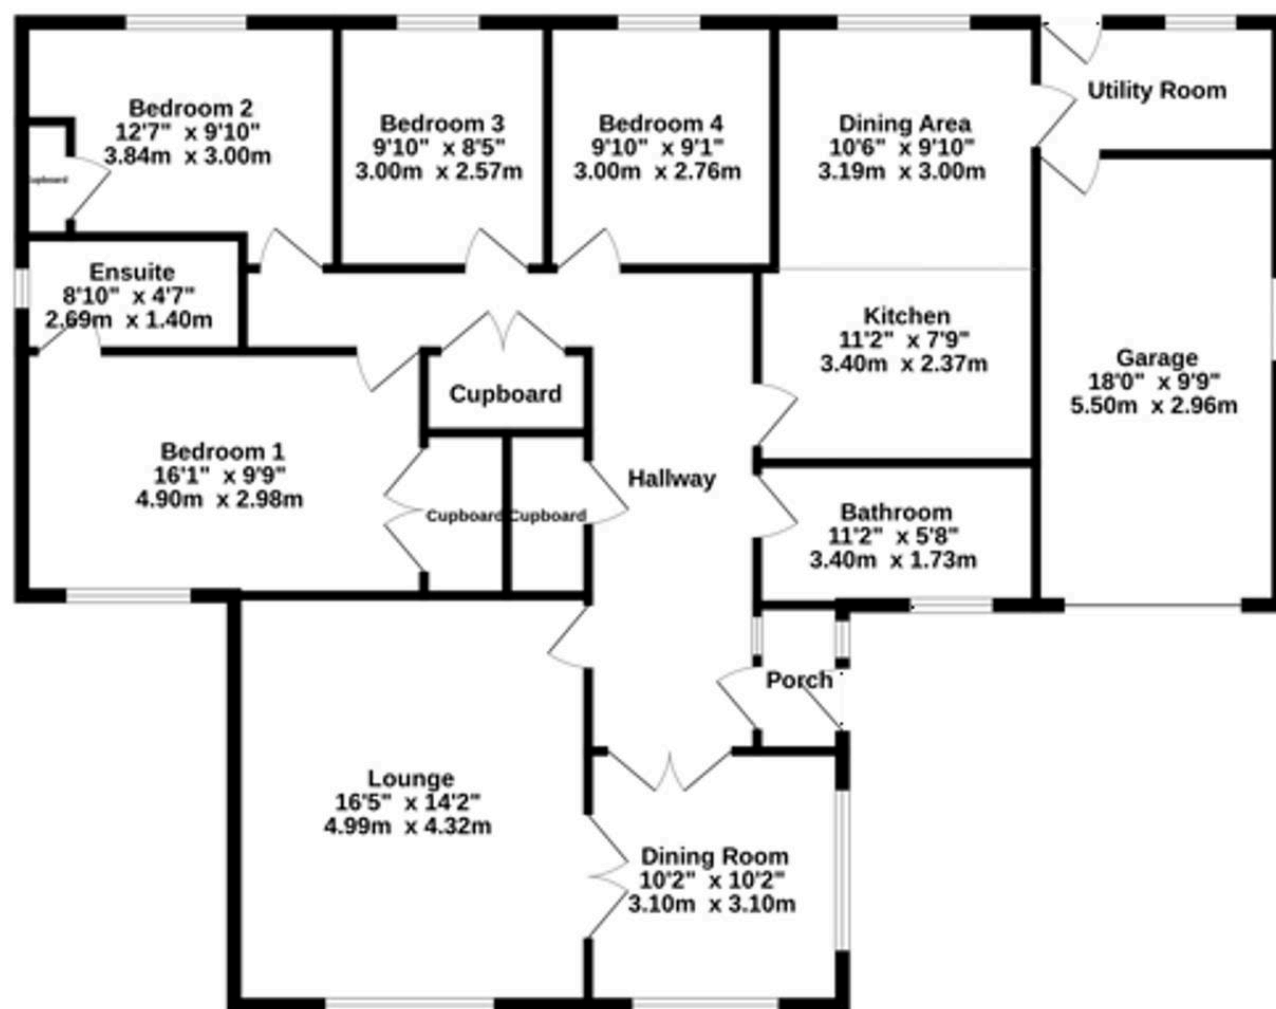 Bedroom 2
12'7" x 9'10"
3.84m x 3.00m
Bedroom 3
9'10" x 8'5"
3.00m x 2.57m
Bedroom 4
9'10" x 9'1"
3.00m x 2.76m
Dining Area
10'6" x 9'10"
3.19m x 3.00m
Utility Room
Cupboard
Ensuite
8'10" x 4'7"
2.69m x 1.40m
Kitchen
11'2" x 7'9"
3.40m x 2.37m
Garage
18'0" x 9'9"
5.50m x 2.96m
Cupboard
Bedroom 1
16'1" x 9'9"
4.90m x 2.98m
Hallway
Cupboard
Cupboard
Bathroom
11'2" x 5'8"
3.40m x 1.73m
Porch
Lounge
16'5" x 14'2"
4.99m x 4.32m
Dining Room
10'2" x 10'2"
3.10m x 3.10m